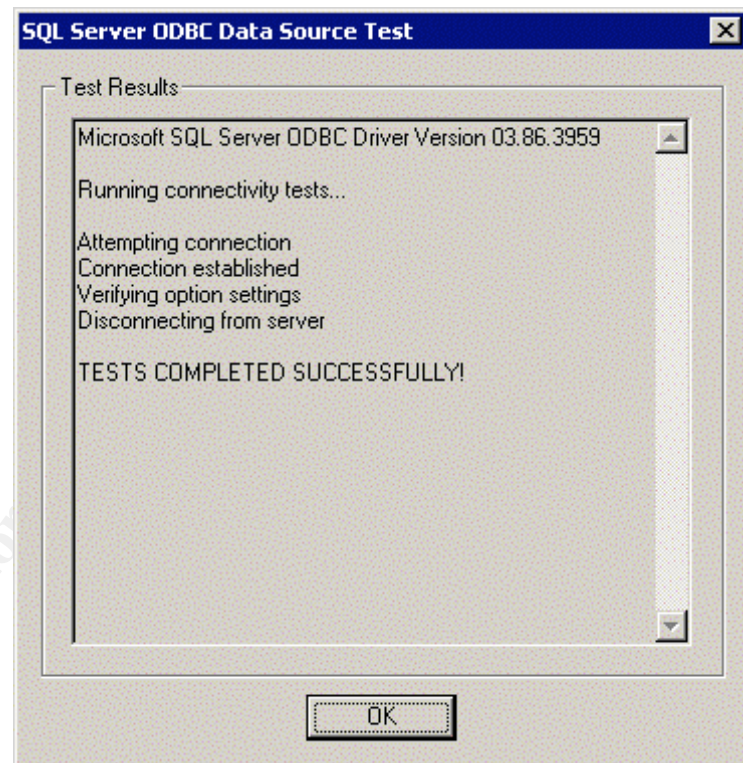 SQL Server ODBC Data Source Test
Test Results
Microsoft SQL Server ODBC Driver Version 03.86.3959
Running connectivity tests...
Attempting connection
Connection established
Verifying option settings
Disconnecting from server
TESTS COMPLETED SUCCESSFULLY!
OK